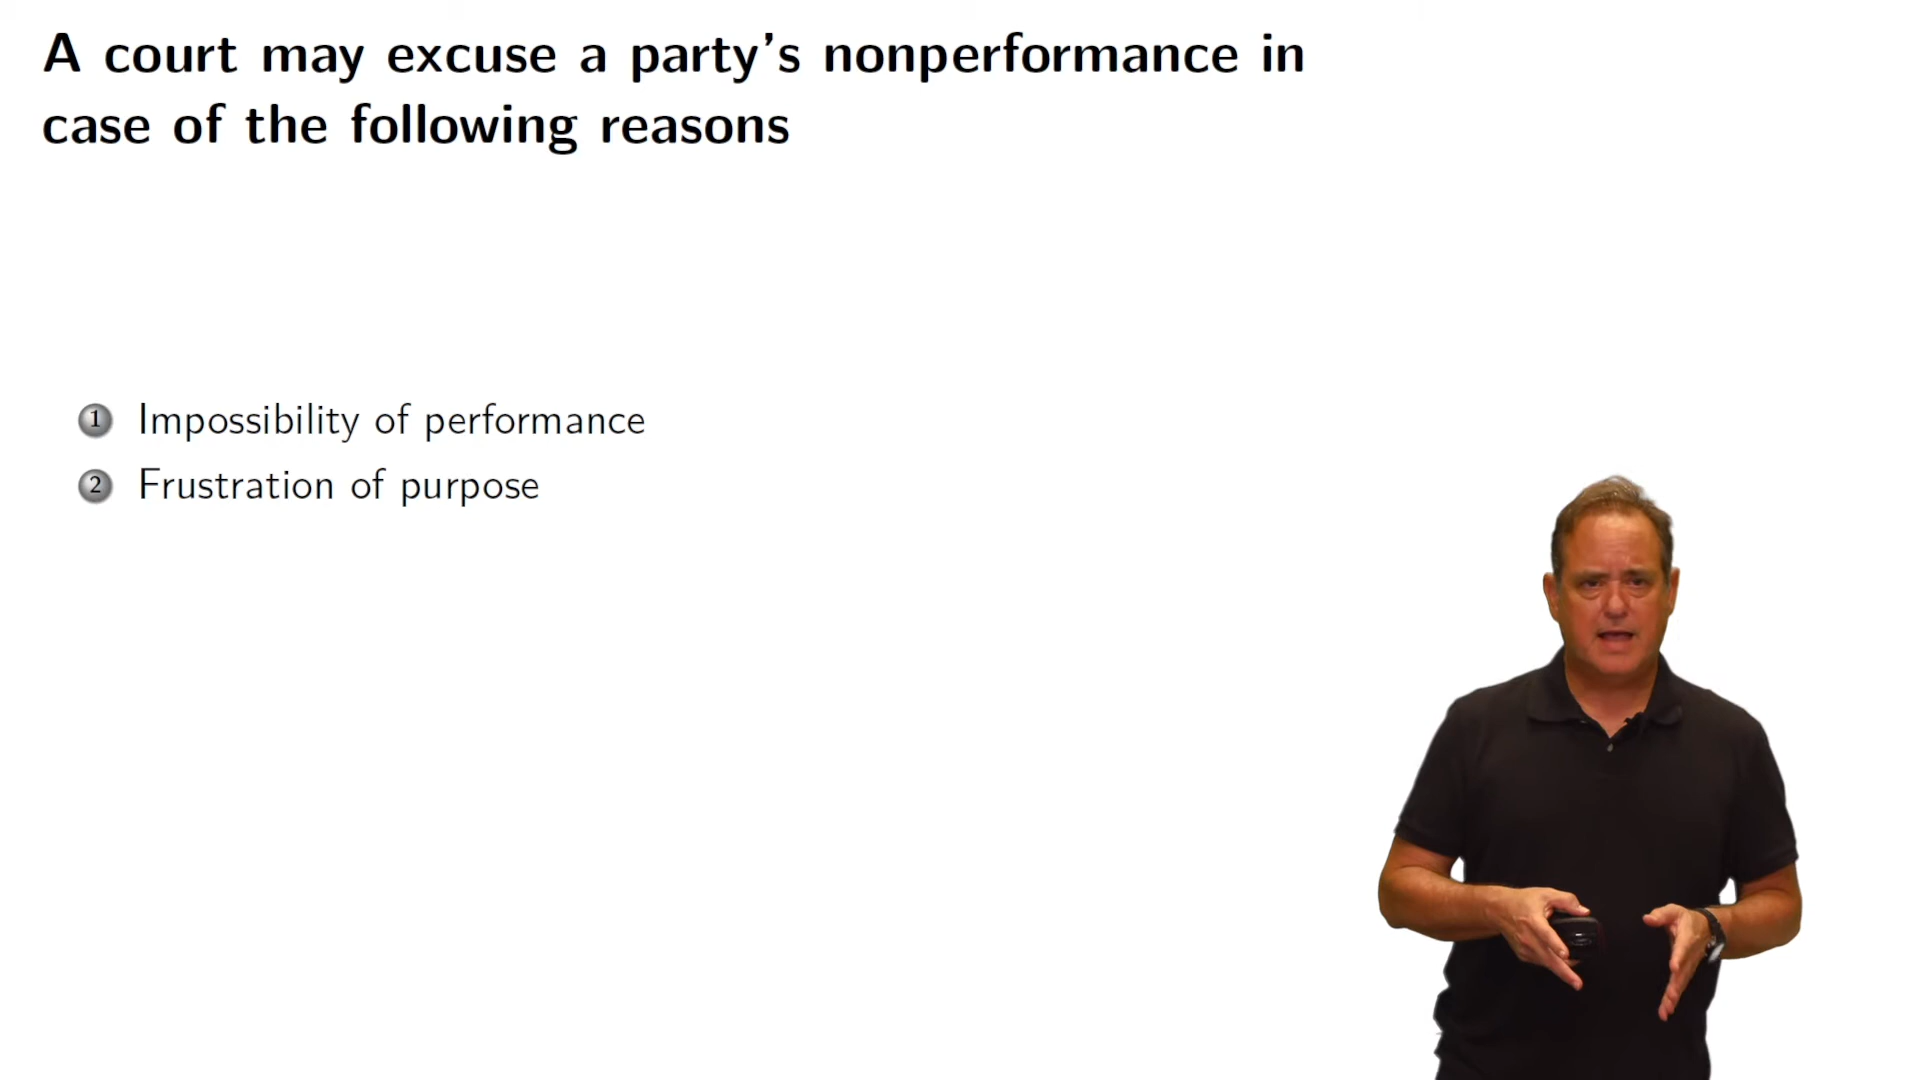 A court may excuse a party's nonperformance in
case of the following reasons
1 Impossibility of performance
2 Frustration of purpose